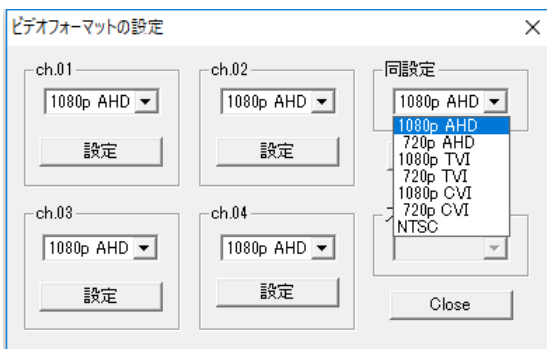 ビデオフォーマットの設定
ch.01
1080p AHD
設定
ch.02
1080p AHD
設定
同設定
1080p AHD
1080p AHD
720p AHD
1080p TVI
720p TVI
1080p CVI
720p CVI
NTSC
ch.03
1080p AHD
設定
ch.04
1080p AHD
設定
Close